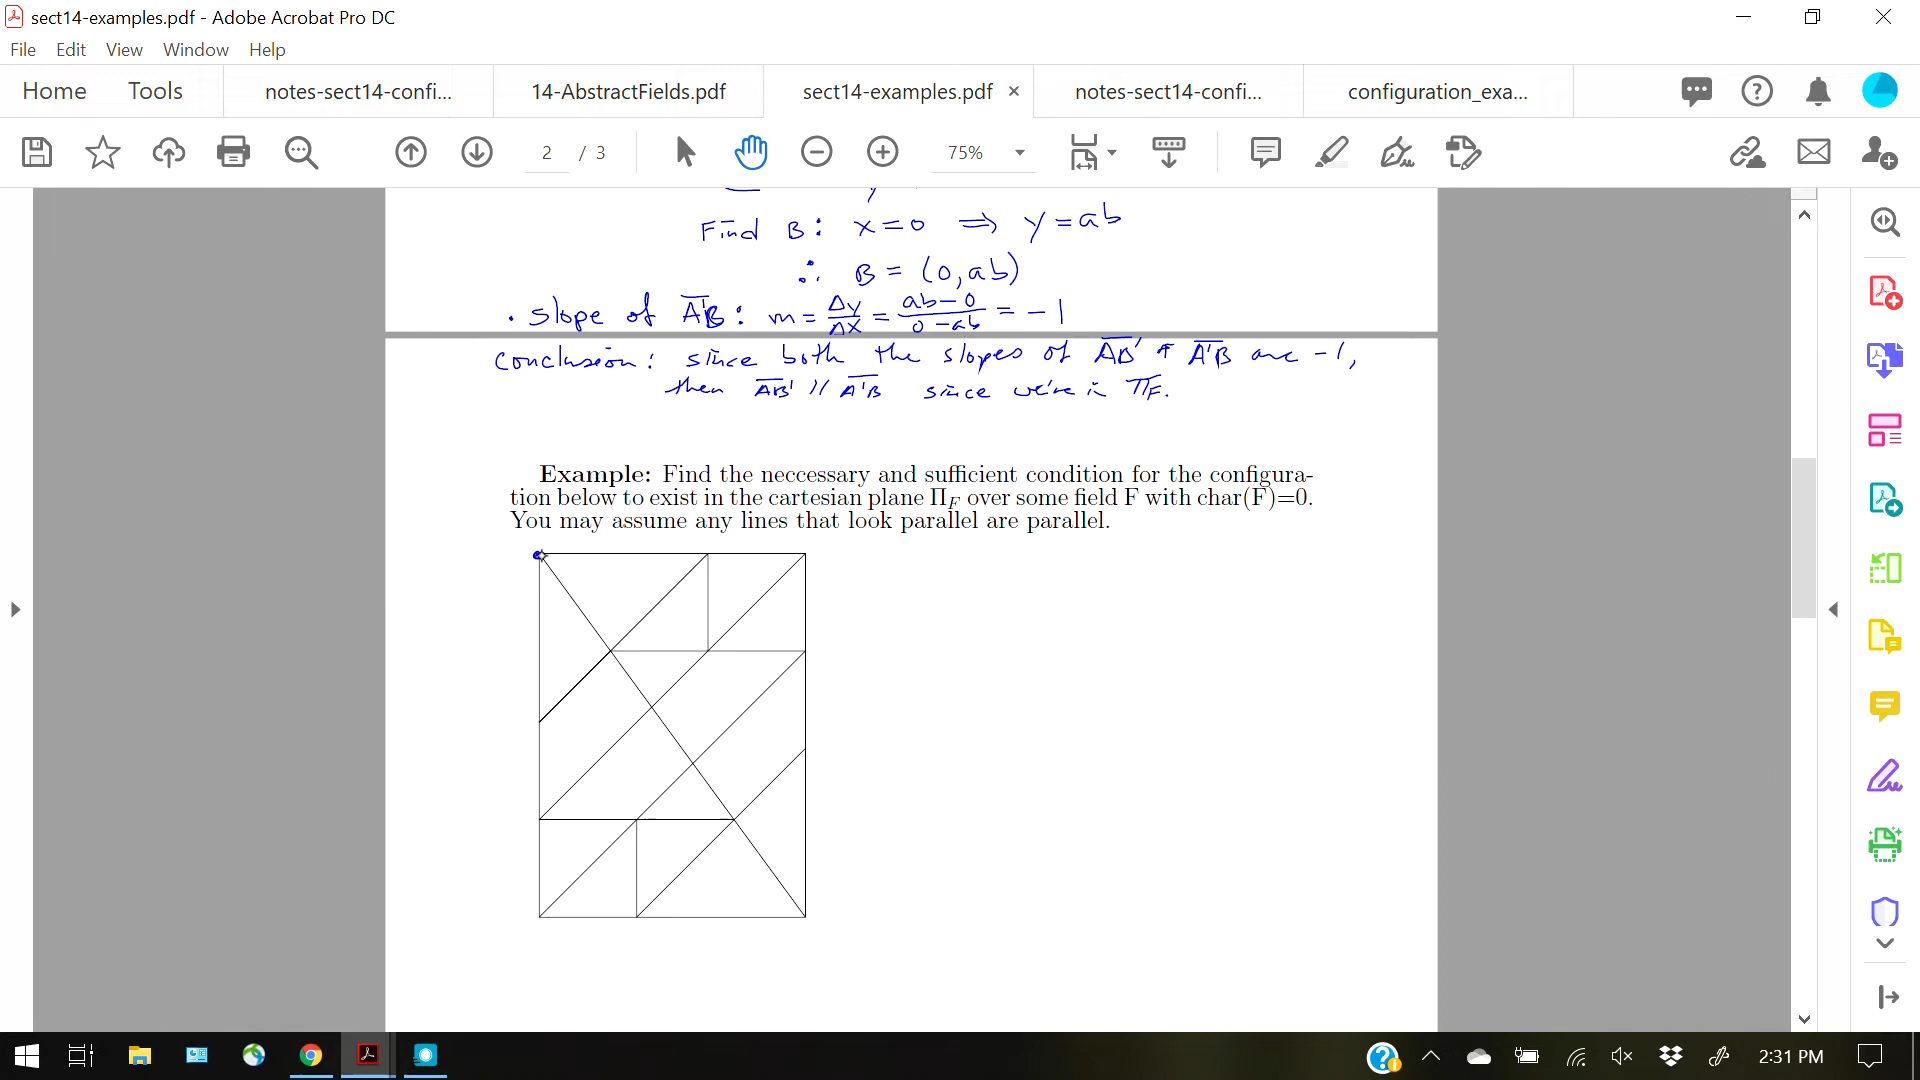 sect14-examples.pdf - Adobe Acrobat Pro DC
File Edit View Window Help
Home Tools notes-sect14-confi... 14-AbstractFields.pdf sect14-examples.pdf × notes-sect14-confi... configuration_exa...
2 / 3 75%
Find B: x=0 ⟹ y=ab
∴ B = (0,ab)
• slope of A'B: m = Δy/Δx = ab-0/0-ab = -1
conclusion: since both the slopes of AB' + A'B are -1,
then AB' // A'B since we're in Π_F.
Example: Find the neccessary and sufficient condition for the configura-
tion below to exist in the cartesian plane Π_F over some field F with char(F)=0.
You may assume any lines that look parallel are parallel.
2:31 PM